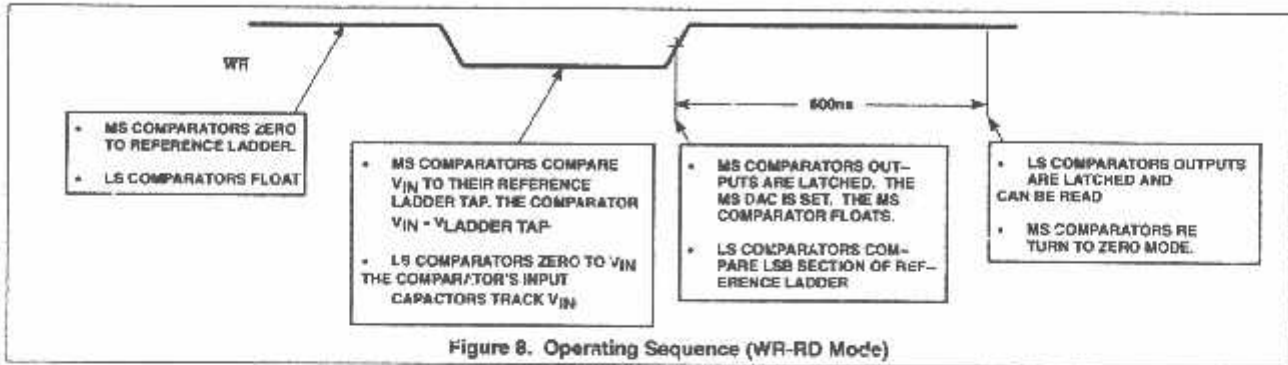 WR
600ns
• MS COMPARATORS ZERO
TO REFERENCE LADDER.
• LS COMPARATORS FLOAT
• MS COMPARATORS COMPARE
VIN TO THEIR REFERENCE
LADDER TAP. THE COMPARATOR
VIN - VLADDER TAP.
• LS COMPARATORS ZERO TO VIN
THE COMPARATOR'S INPUT
CAPACTORS TRACK VIN
• MS COMPARATORS OUT-
PUTS ARE LATCHED. THE
MS DAC IS SET. THE MS
COMPARATOR FLOATS.
• LS COMPARATORS COM-
PARE LSB SECTION OF REF-
ERENCE LADDER
• LS COMPARATORS OUTPUTS
ARE LATCHED AND
CAN BE READ
• MS COMPARATORS RE
TURN TO ZERO MODE.
Figure 8. Operating Sequence (WR-RD Mode)